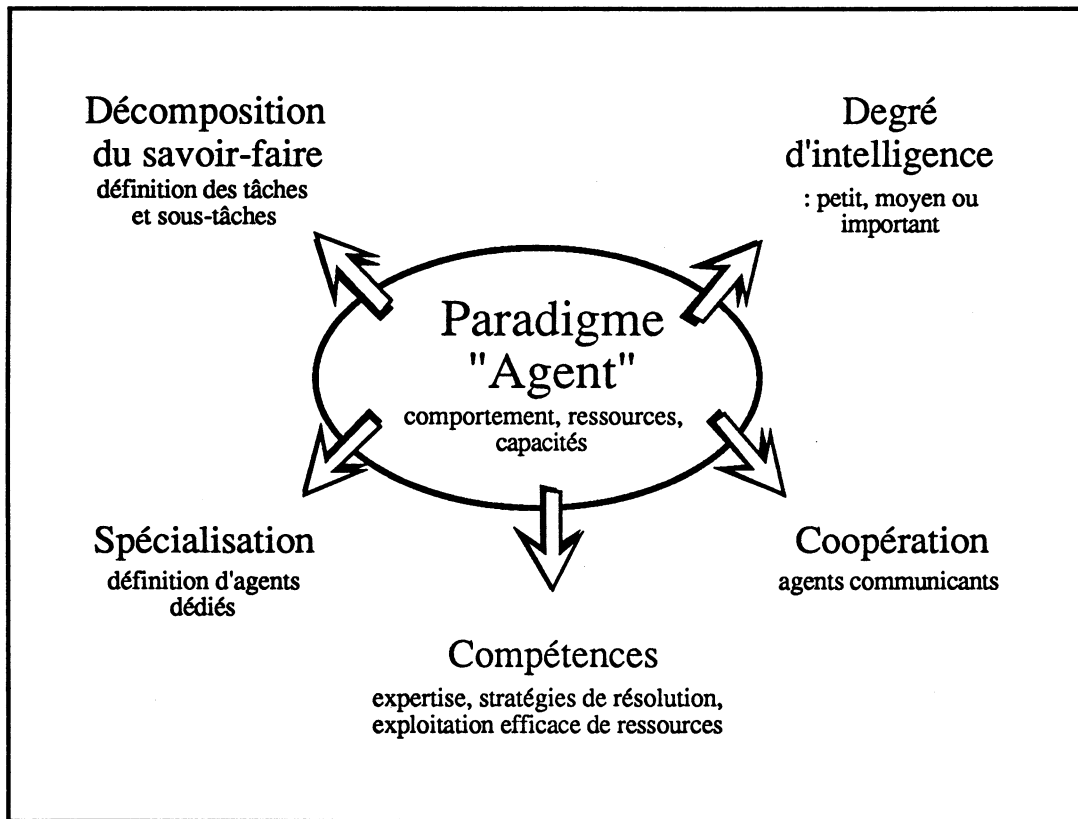 Décomposition
du savoir-faire
définition des tâches
et sous-tâches
Degré
d'intelligence
: petit, moyen ou
important
Paradigme
"Agent"
comportement, ressources,
capacités
Spécialisation
définition d'agents
dédiés
Coopération
agents communicants
Compétences
expertise, stratégies de résolution,
exploitation efficace de ressources